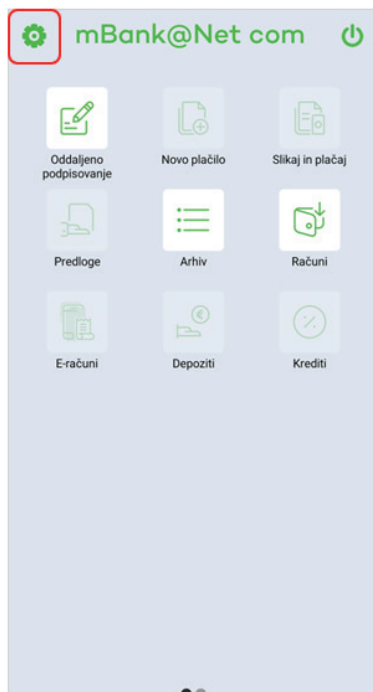 mBank@Net com
Oddaljeno
podpisovanje
Novo plačilo
Slikaj in plačaj
Predloge
Arhiv
Računi
E-računi
Depoziti
Krediti